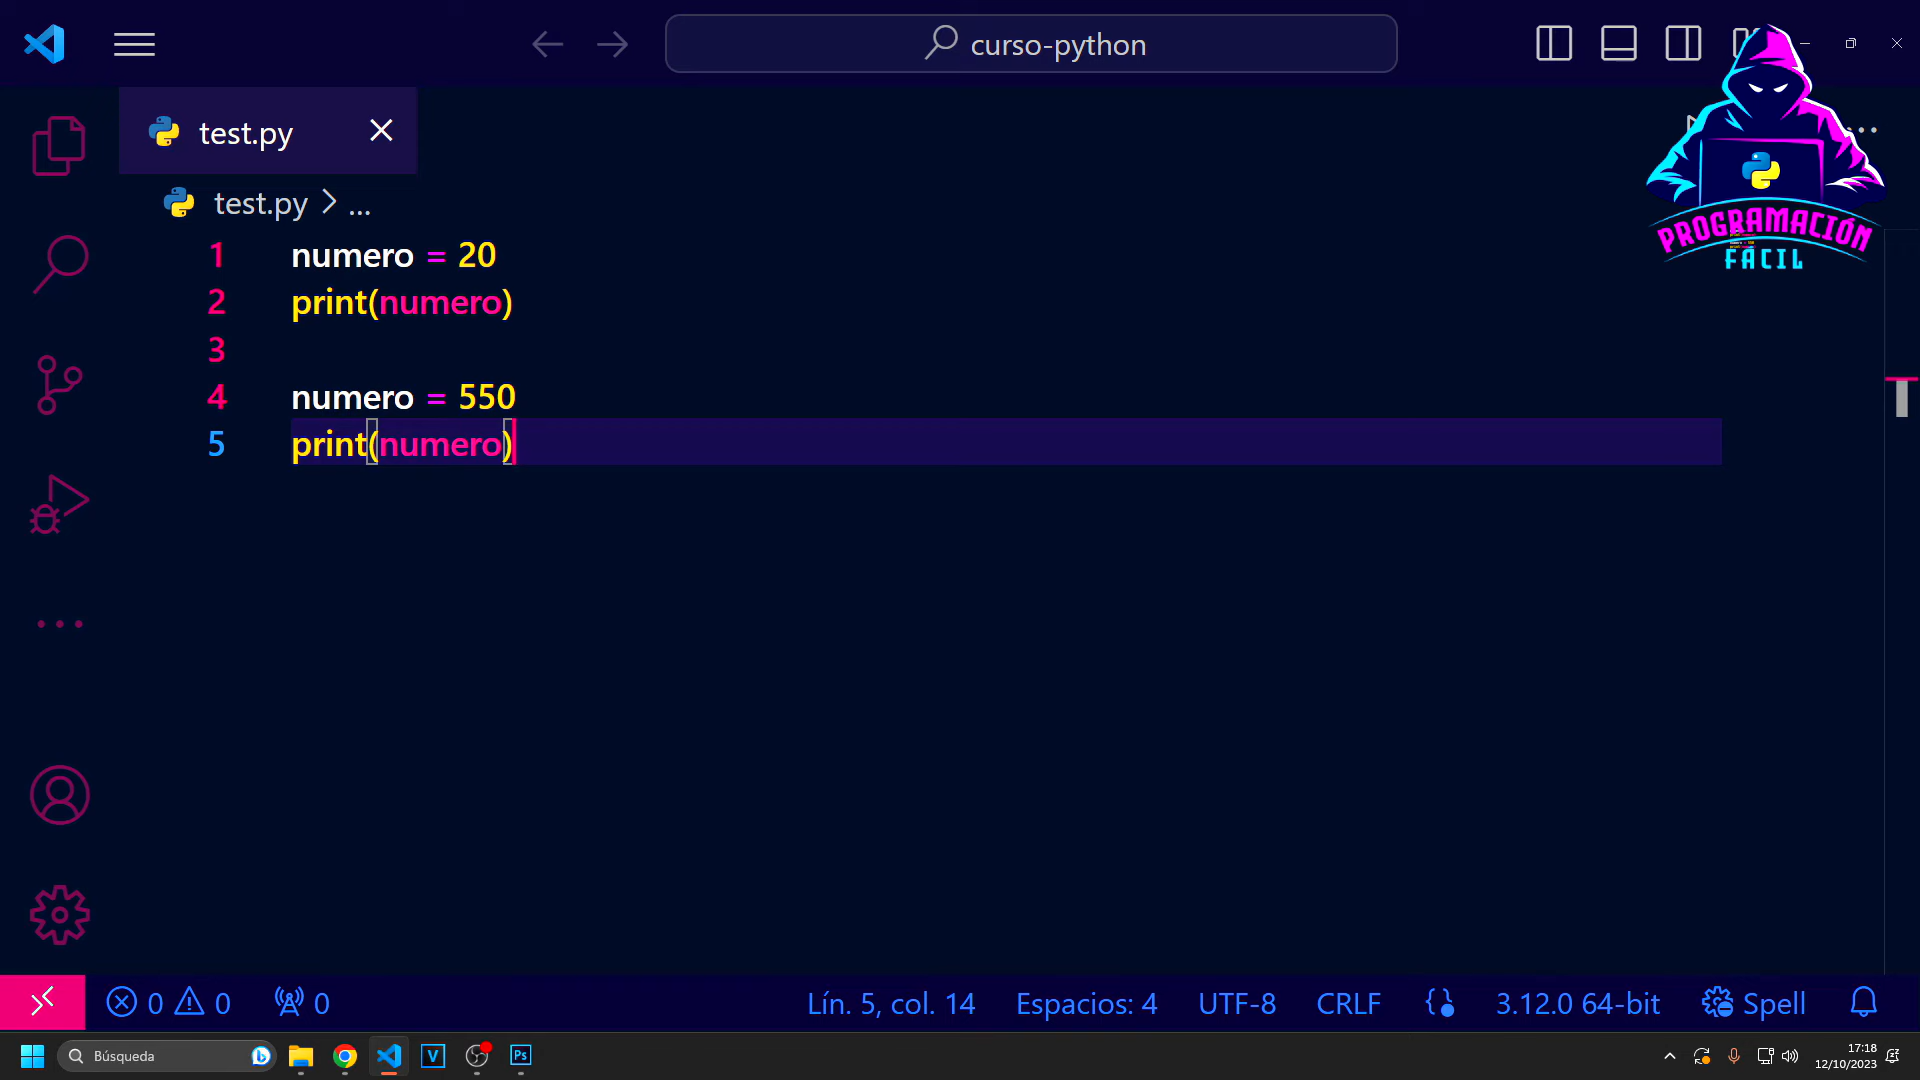 curso-python
test.py
test.py > ...
1 numero = 20
2 print(numero)
3
4 numero = 550
5 print(numero)
PROGRAMACIÓN
FÁCIL
0 0 0 Lín. 5, col. 14 Espacios: 4 UTF-8 CRLF {} 3.12.0 64-bit Spell
Búsqueda V Ps 17:18
12/10/2023